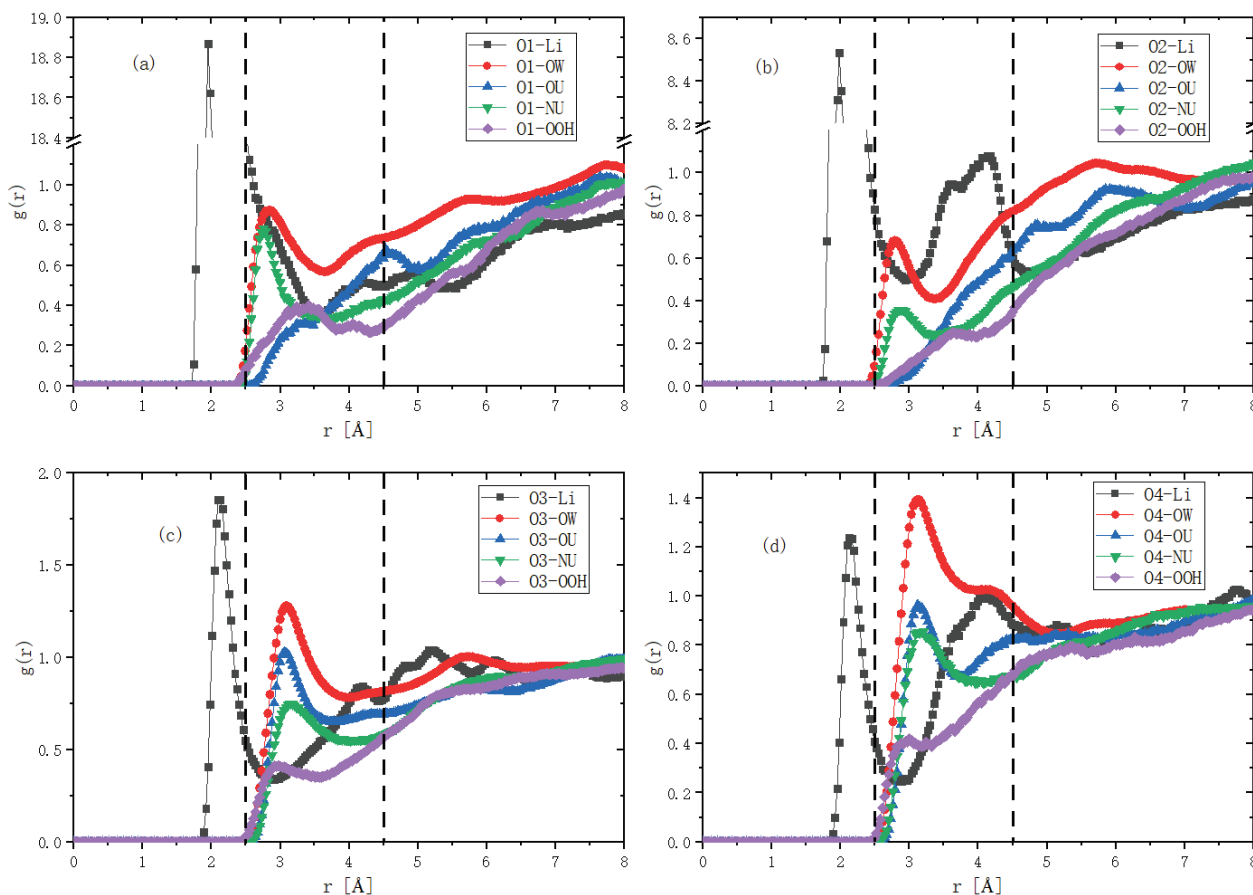 (a)
O1-Li
O1-OW
O1-OU
O1-NU
O1-OOH
19.0
18.8
18.6
18.4
1.0
0.8
0.6
0.4
0.2
0.0
g(r)
0 1 2 3 4 5 6 7 8
r [Å]
(b)
O2-Li
O2-OW
O2-OU
O2-NU
O2-OOH
8.6
8.4
8.2
1.0
0.8
0.6
0.4
0.2
0.0
g(r)
0 1 2 3 4 5 6 7 8
r [Å]
(c)
O3-Li
O3-OW
O3-OU
O3-NU
O3-OOH
2.0
1.5
1.0
0.5
0.0
g(r)
0 1 2 3 4 5 6 7 8
r [Å]
(d)
O4-Li
O4-OW
O4-OU
O4-NU
O4-OOH
1.4
1.2
1.0
0.8
0.6
0.4
0.2
0.0
g(r)
0 1 2 3 4 5 6 7 8
r [Å]